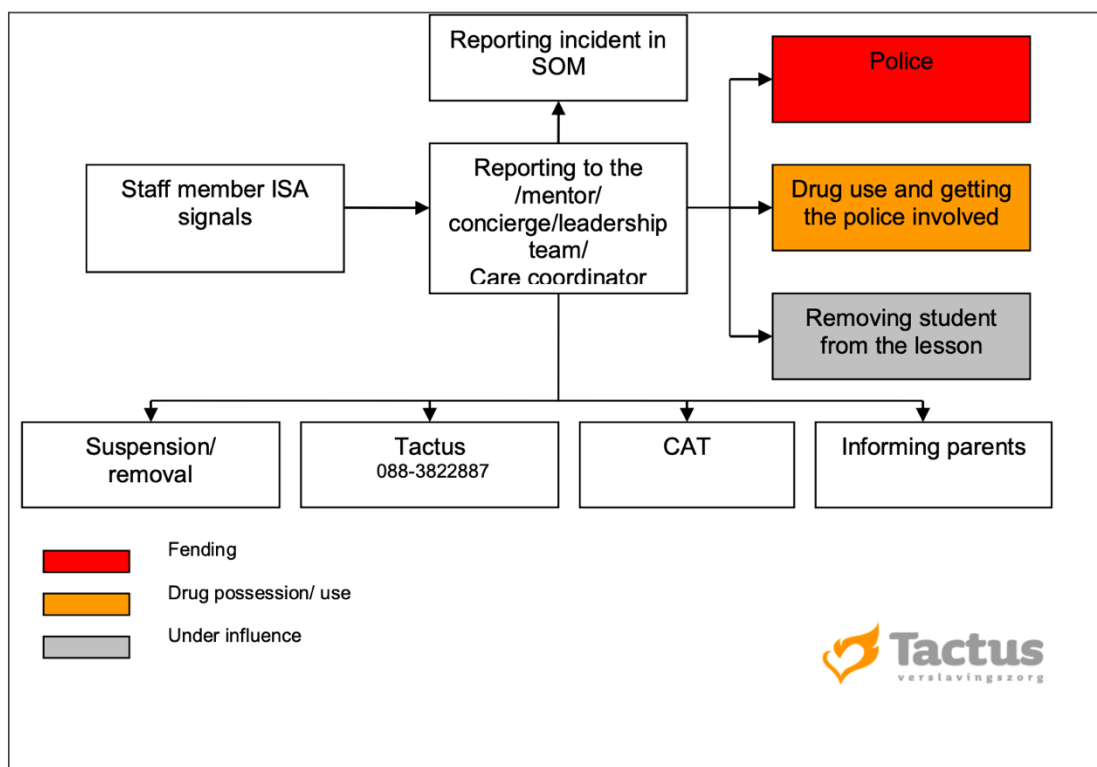 Reporting incident in
SOM
Police
Staff member ISA
signals
Reporting to the
/mentor/
concierge/leadership
team/
Care coordinator
Drug use and getting
the police involved
Removing student
from the lesson
Suspension/
removal
Tactus
088-3822887
CAT
Informing parents
Fending
Drug possession/ use
Under influence
Tactus
verslavingszorg